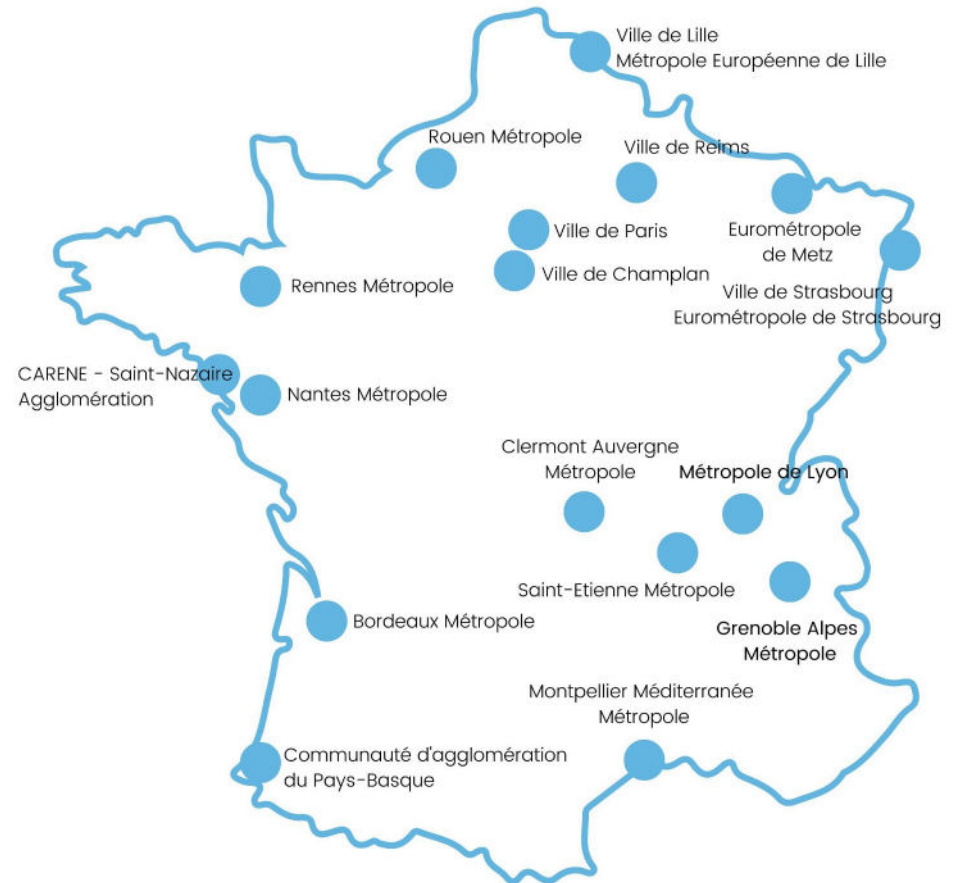 Ville de Lille
Métropole Européenne de Lille
Rouen Métropole
Ville de Reims
Ville de Paris
Eurométropole
de Metz
Ville de Champlan
Rennes Métropole
Ville de Strasbourg
Eurométropole de Strasbourg
CARENE - Saint-Nazaire
Agglomération
Nantes Métropole
Clermont Auvergne
Métropole
Métropole de Lyon
Saint-Etienne Métropole
Bordeaux Métropole
Grenoble Alpes
Métropole
Montpellier Méditerranée
Métropole
Communauté d'agglomération
du Pays-Basque